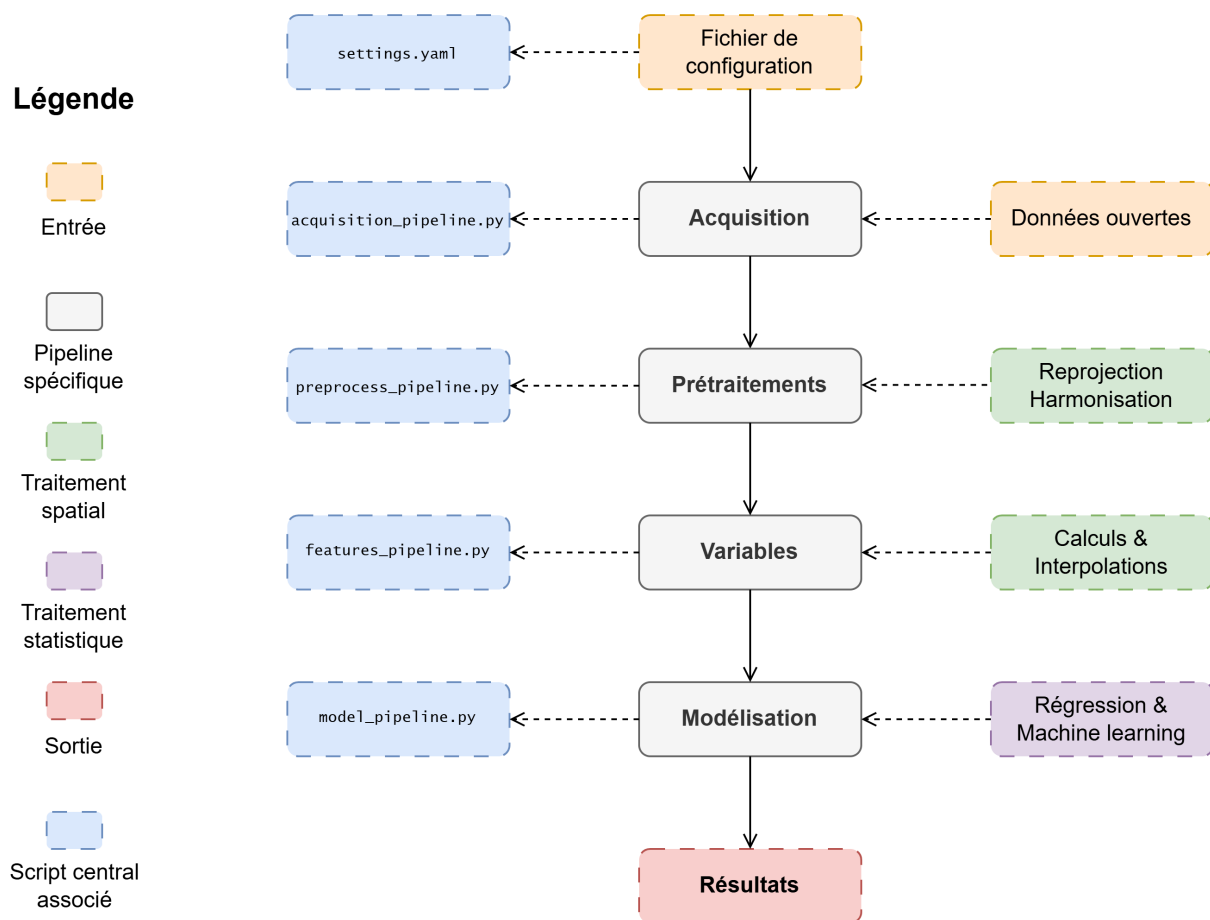 settings.yaml
Fichier de
configuration
Légende
Entrée
acquisition_pipeline.py
Acquisition
Données ouvertes
Pipeline
spécifique
preprocess_pipeline.py
Prétraitements
Reprojection
Harmonisation
Traitement
spatial
features_pipeline.py
Variables
Calculs &
Interpolations
Traitement
statistique
model_pipeline.py
Modélisation
Régression &
Machine learning
Sortie
Script central
associé
Résultats